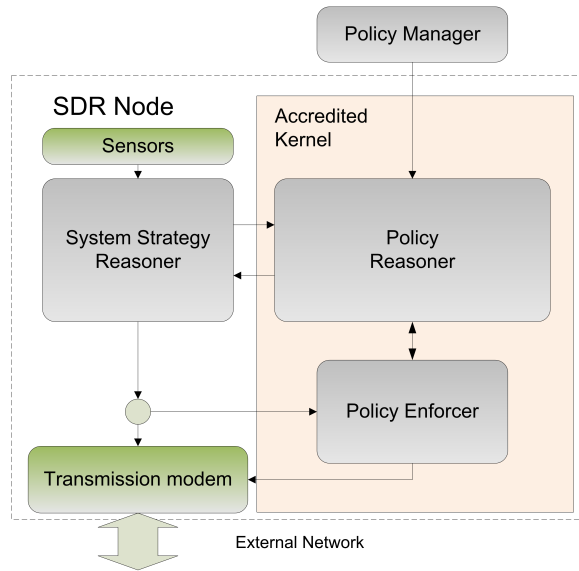 Policy Manager
SDR Node
Accredited
Kernel
Sensors
System Strategy
Reasoner
Policy
Reasoner
Policy Enforcer
Transmission modem
External Network